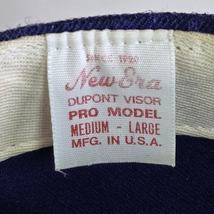 SINCE 1920
New Era
DUPONT VISOR
PRO MODEL
MEDIUM - LARGE
MFG. IN U.S.A.